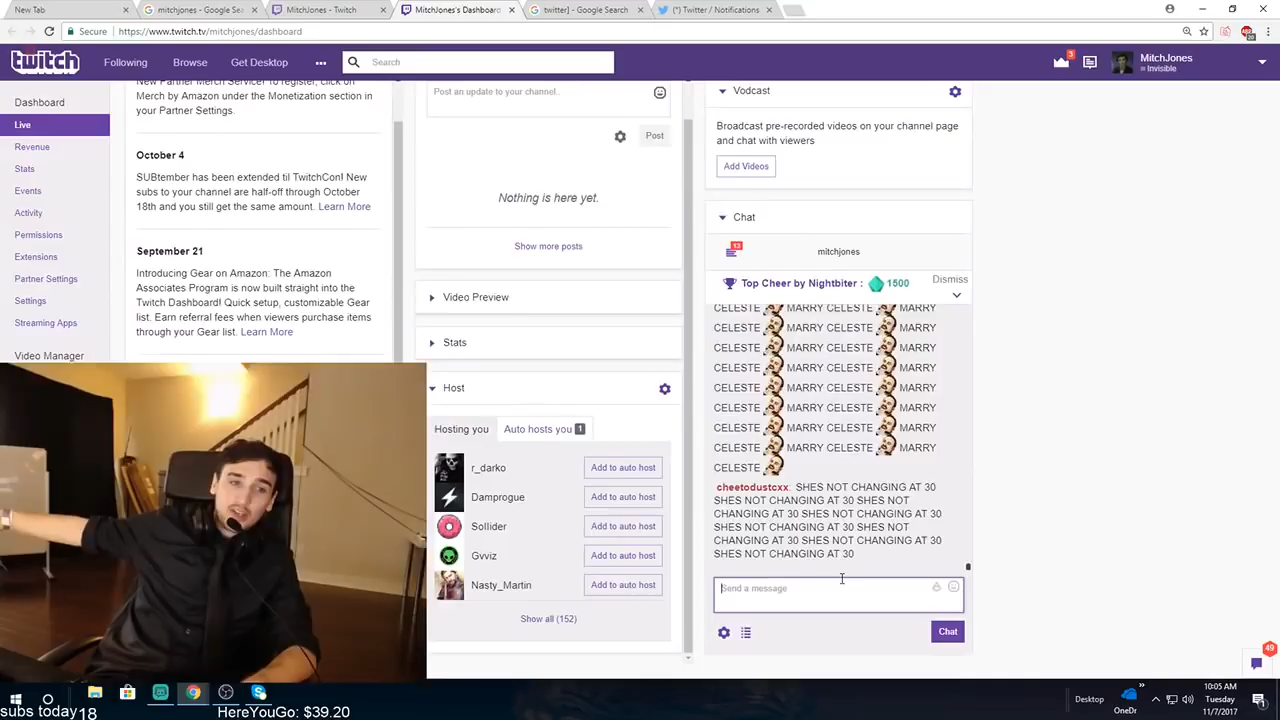 New Tab
mitchjones - Google Sea
MitchJones - Twitch
MitchJones's Dashboard
twitter] - Google Search
(*) Twitter / Notifications
Secure
https://www.twitch.tv/mitchjones/dashboard
twitch
Following
Browse
Get Desktop
Search
3
MitchJones
Invisible
Dashboard
Live
Revenue
Stats
Events
Activity
Permissions
Extensions
Partner Settings
Settings
Streaming Apps
Video Manager
New Partner Merch Servicer To register, click on
Merch by Amazon under the Monetization section in
your Partner Settings.
October 4
SUBtember has been extended til TwitchCon! New
subs to your channel are half-off through October
18th and you still get the same amount. Learn More
September 21
Introducing Gear on Amazon: The Amazon
Associates Program is now built straight into the
Twitch Dashboard! Quick setup, customizable Gear
list. Earn referral fees when viewers purchase items
through your Gear list. Learn More
Post an update to your channel..
Post
Nothing is here yet.
Show more posts
Video Preview
Stats
Host
Hosting you
Auto hosts you 1
r_darko
Add to auto host
Damprogue
Add to auto host
Sollider
Add to auto host
Gvviz
Add to auto host
Nasty_Martin
Add to auto host
Show all (152)
Vodcast
Broadcast pre-recorded videos on your channel page
and chat with viewers
Add Videos
Chat
13
mitchjones
Top Cheer by Nightbiter : 1500
Dismiss
CELESTE MARRY CELESTE MARRY
CELESTE MARRY CELESTE MARRY
CELESTE MARRY CELESTE MARRY
CELESTE MARRY CELESTE MARRY
CELESTE MARRY CELESTE MARRY
CELESTE MARRY CELESTE MARRY
CELESTE MARRY CELESTE MARRY
CELESTE MARRY CELESTE MARRY
CELESTE
cheetodustcxx: SHES NOT CHANGING AT 30
SHES NOT CHANGING AT 30 SHES NOT
CHANGING AT 30 SHES NOT CHANGING AT 30
SHES NOT CHANGING AT 30 SHES NOT
CHANGING AT 30 SHES NOT CHANGING AT 30
SHES NOT CHANGING AT 30
Send a message
Chat
49
subs today18
HereYouGo: $39.20
Desktop
OneDr
10:05 AM
Tuesday
11/7/2017